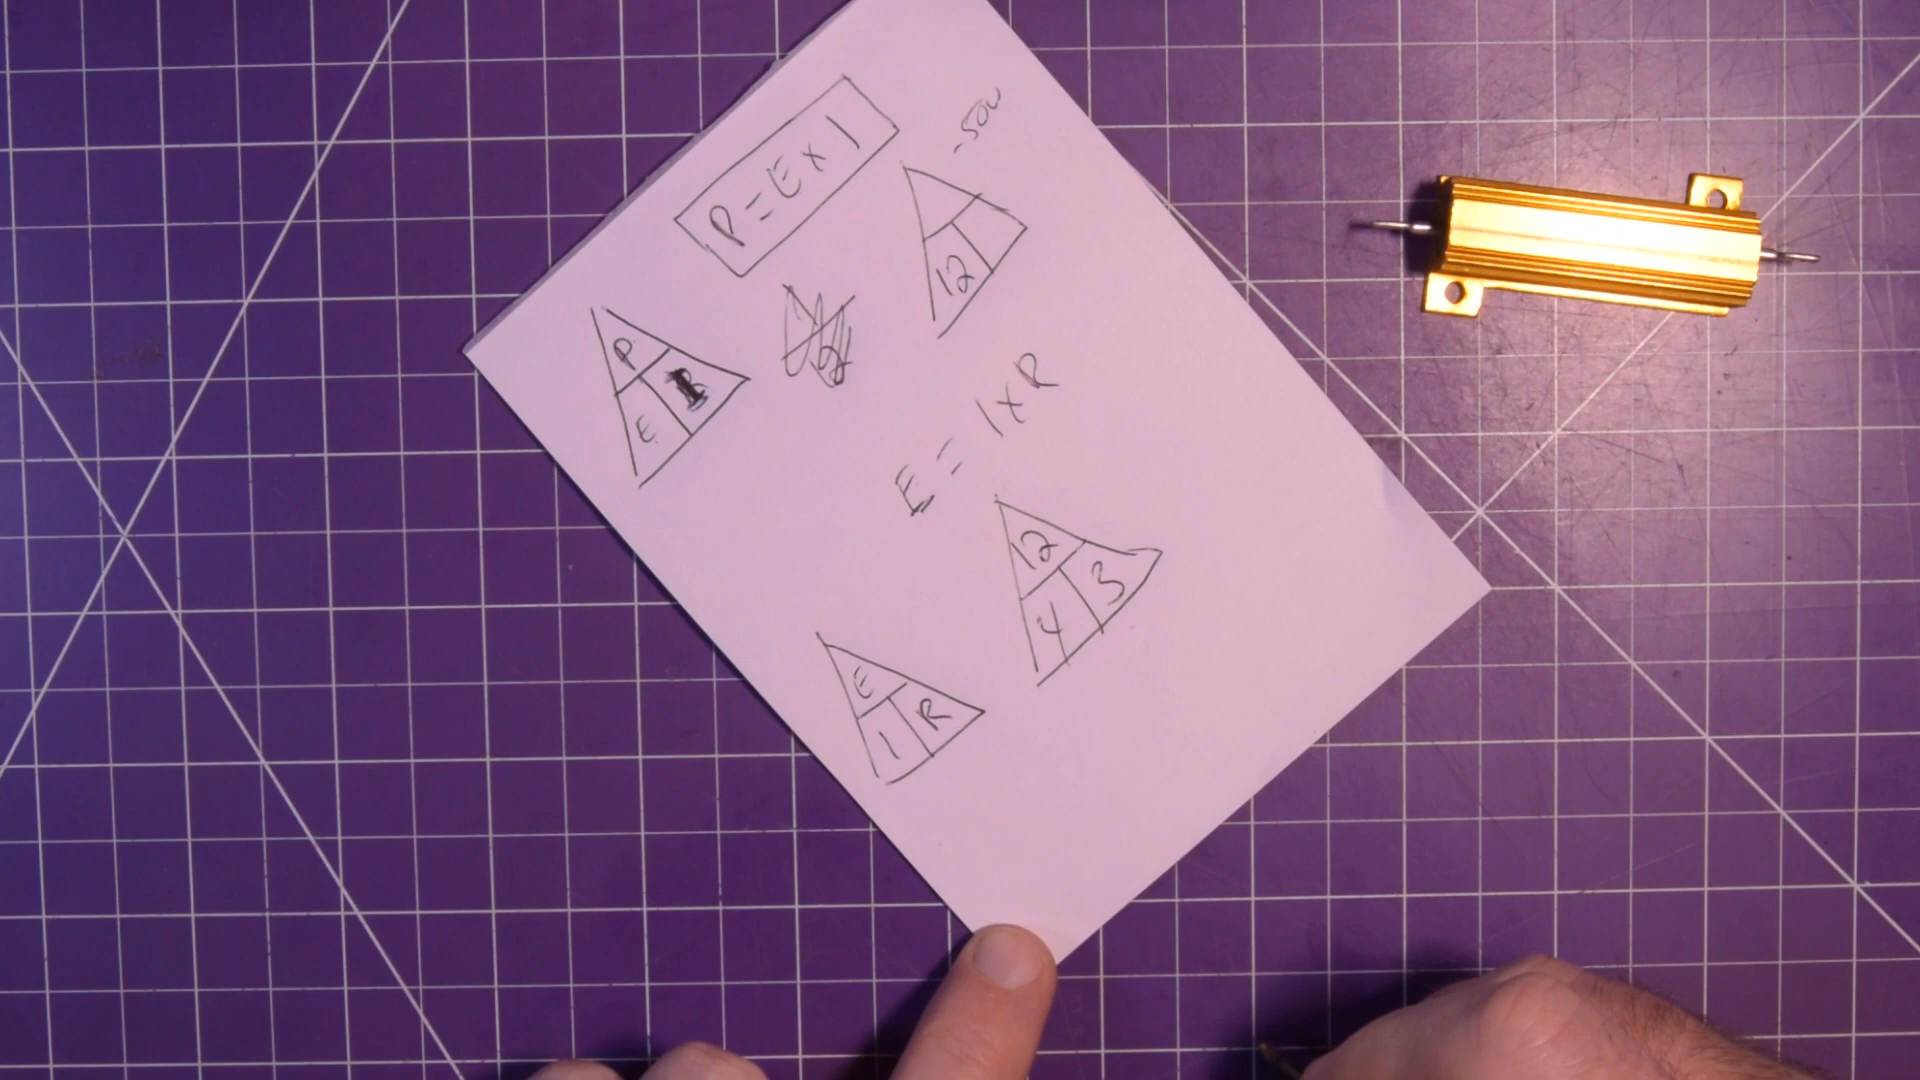 P = E x I
-50W
12
P
E I
E = I x R
12
4 3
E
I R